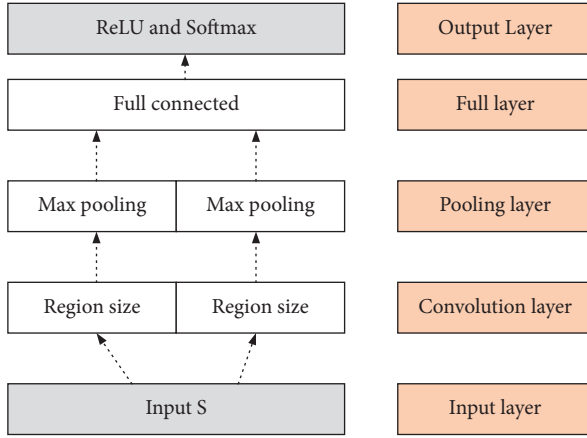 ReLU and Softmax
Output Layer
Full connected
Full layer
Max pooling
Max pooling
Pooling layer
Region size
Region size
Convolution layer
Input S
Input layer